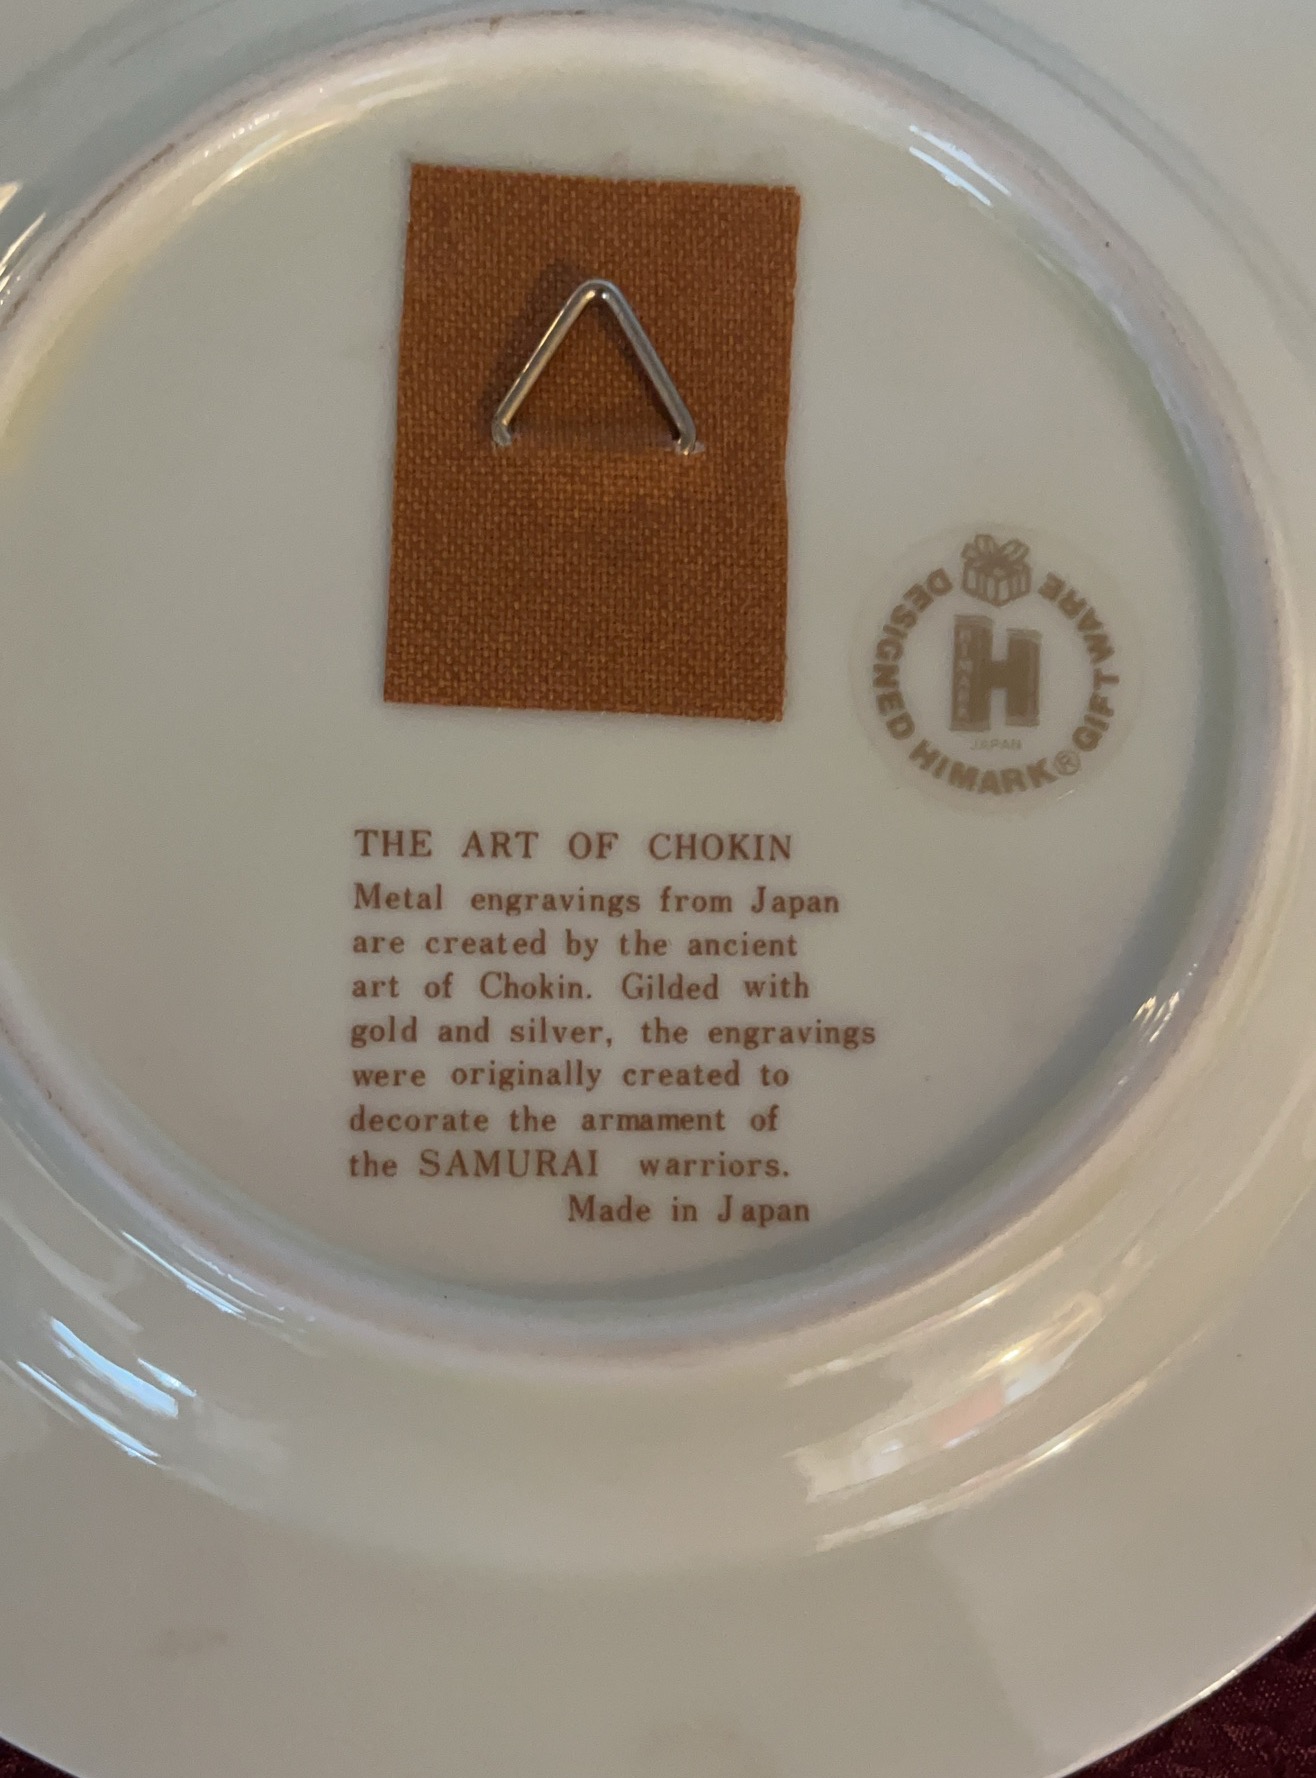 DESIGNED HIMARK® GIFTWARE
H
JAPAN
THE ART OF CHOKIN
Metal engravings from Japan
are created by the ancient
art of Chokin. Gilded with
gold and silver, the engravings
were originally created to
decorate the armament of
the SAMURAI warriors.
Made in Japan